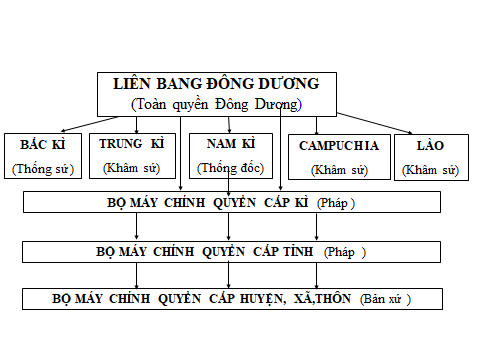 LIÊN BANG ĐÔNG DƯƠNG
(Toàn quyền Đông Dương)
BẮC KÌ
(Thống sứ)
TRUNG KÌ
(Khâm sứ)
NAM KÌ
(Thống đốc)
CAMPUCHIA
(Khâm sứ)
LÀO
(Khâm sứ)
BỘ MÁY CHÍNH QUYỀN CẤP KÌ (Pháp)
BỘ MÁY CHÍNH QUYỀN CẤP TỈNH (Pháp )
BỘ MÁY CHÍNH QUYỀN CẤP HUYỆN, XÃ,THÔN (Bản xứ )